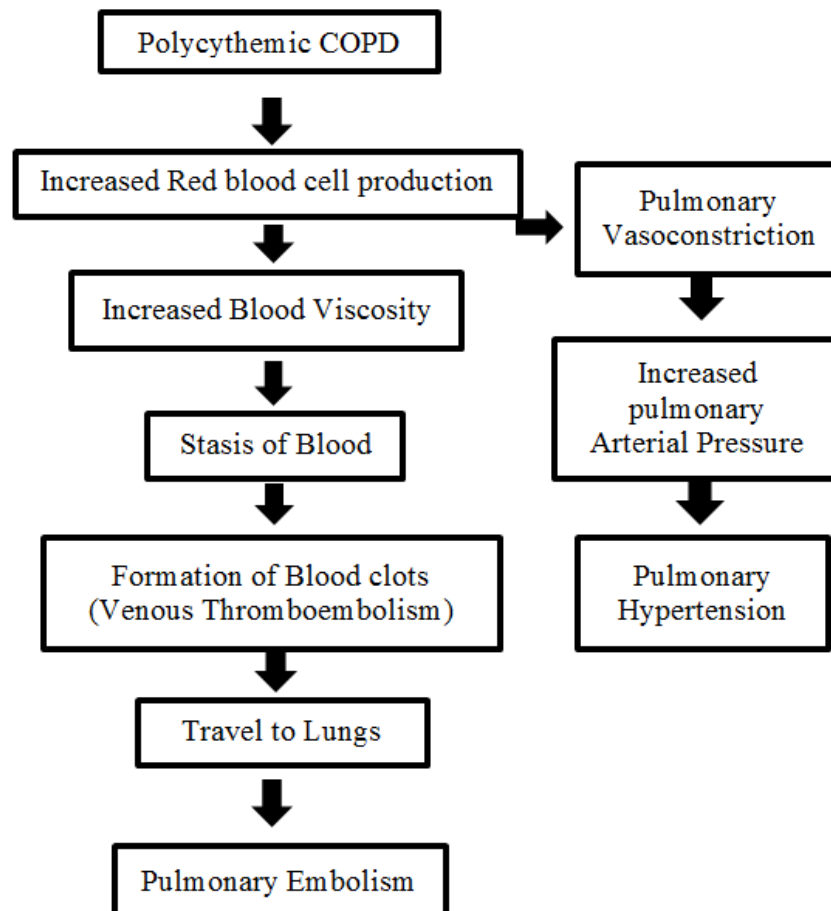 Polycythemic COPD
Increased Red blood cell production
Increased Blood Viscosity
Stasis of Blood
Formation of Blood clots
(Venous Thromboembolism)
Travel to Lungs
Pulmonary Embolism
Pulmonary
Vasoconstriction
Increased
pulmonary
Arterial Pressure
Pulmonary
Hypertension